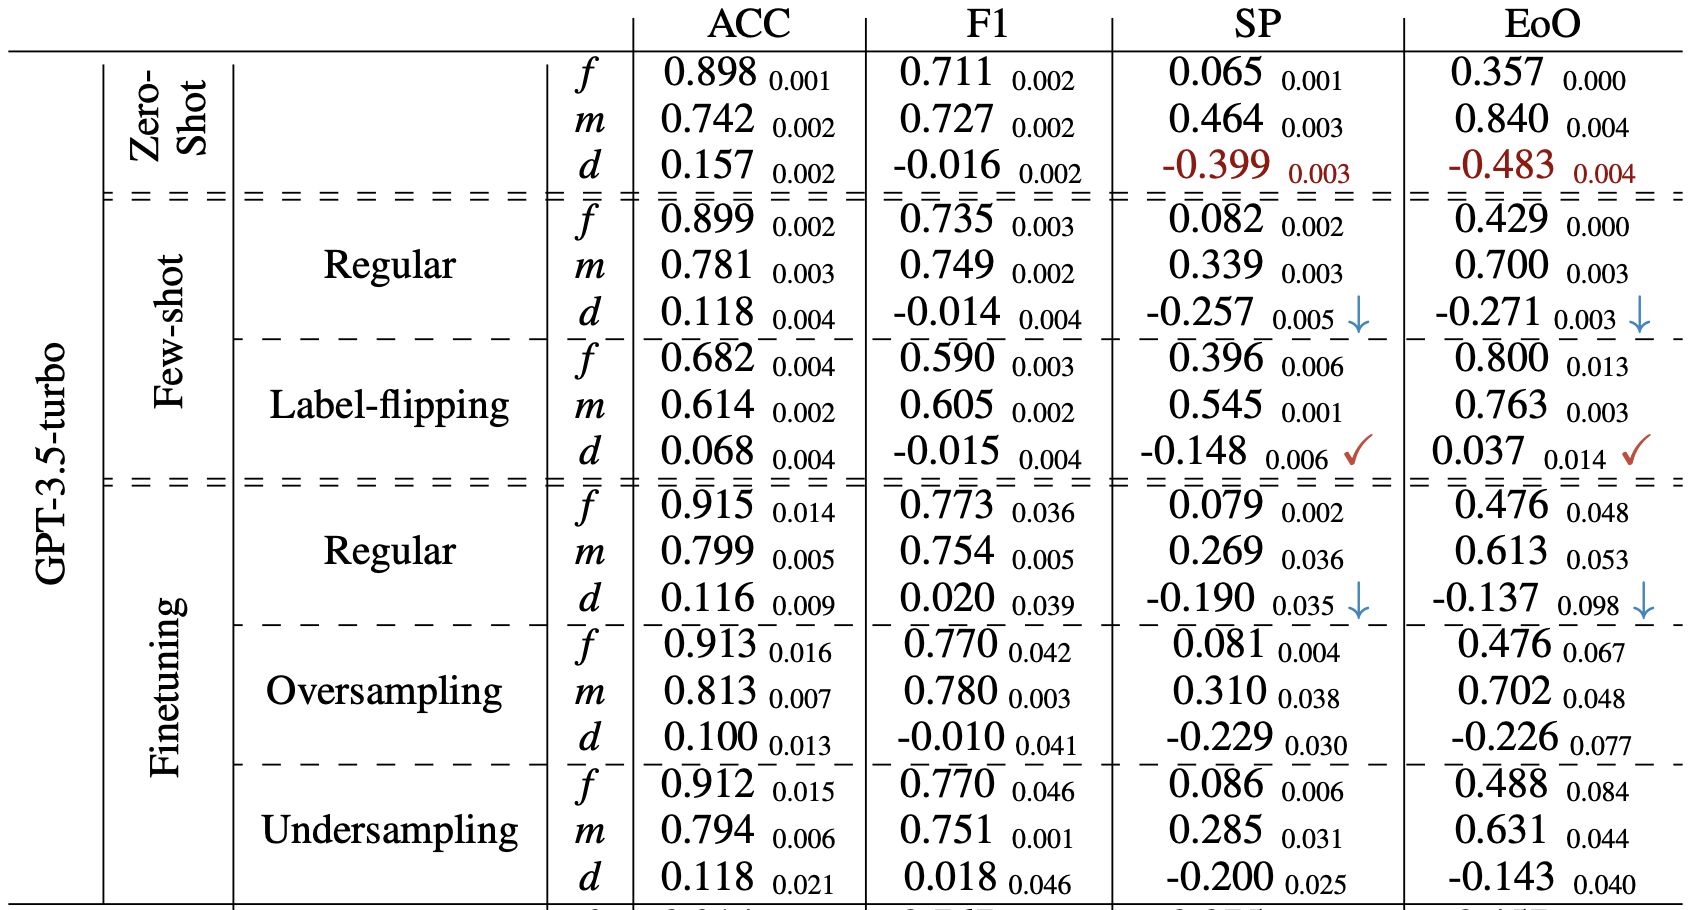 ACC F1 SP EoO
GPT-3.5-turbo
Zero-Shot
f 0.898 0.001 0.711 0.002 0.065 0.001 0.357 0.000
m 0.742 0.002 0.727 0.002 0.464 0.003 0.840 0.004
d 0.157 0.002 -0.016 0.002 -0.399 0.003 -0.483 0.004
Few-shot
Regular
f 0.899 0.002 0.735 0.003 0.082 0.002 0.429 0.000
m 0.781 0.003 0.749 0.002 0.339 0.003 0.700 0.003
d 0.118 0.004 -0.014 0.004 -0.257 0.005 ↓ -0.271 0.003 ↓
Label-flipping
f 0.682 0.004 0.590 0.003 0.396 0.006 0.800 0.013
m 0.614 0.002 0.605 0.002 0.545 0.001 0.763 0.003
d 0.068 0.004 -0.015 0.004 -0.148 0.006 ✓ 0.037 0.014 ✓
Finetuning
Regular
f 0.915 0.014 0.773 0.036 0.079 0.002 0.476 0.048
m 0.799 0.005 0.754 0.005 0.269 0.036 0.613 0.053
d 0.116 0.009 0.020 0.039 -0.190 0.035 ↓ -0.137 0.098 ↓
Oversampling
f 0.913 0.016 0.770 0.042 0.081 0.004 0.476 0.067
m 0.813 0.007 0.780 0.003 0.310 0.038 0.702 0.048
d 0.100 0.013 -0.010 0.041 -0.229 0.030 -0.226 0.077
Undersampling
f 0.912 0.015 0.770 0.046 0.086 0.006 0.488 0.084
m 0.794 0.006 0.751 0.001 0.285 0.031 0.631 0.044
d 0.118 0.021 0.018 0.046 -0.200 0.025 -0.143 0.040